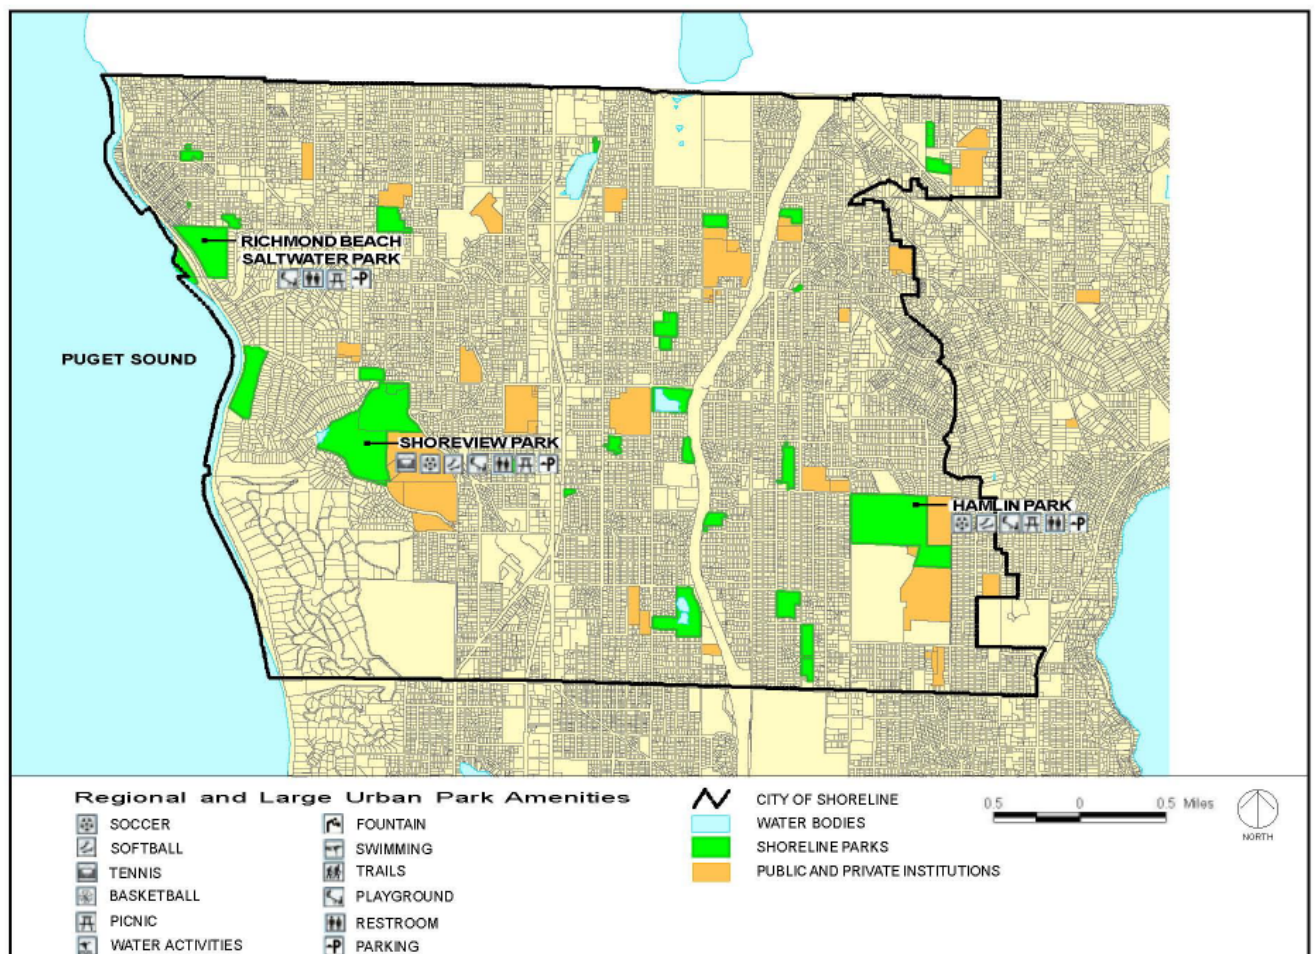 RICHMOND BEACH
SALTWATER PARK
P
PUGET SOUND
SHOREVIEW PARK
P
HAMLIN PARK
P
Regional and Large Urban Park Amenities
SOCCER
SOFTBALL
TENNIS
BASKETBALL
PICNIC
WATER ACTIVITIES
FOUNTAIN
SWIMMING
TRAILS
PLAYGROUND
RESTROOM
P PARKING
CITY OF SHORELINE
WATER BODIES
SHORELINE PARKS
PUBLIC AND PRIVATE INSTITUTIONS
0.5 0 0.5 Miles
NORTH